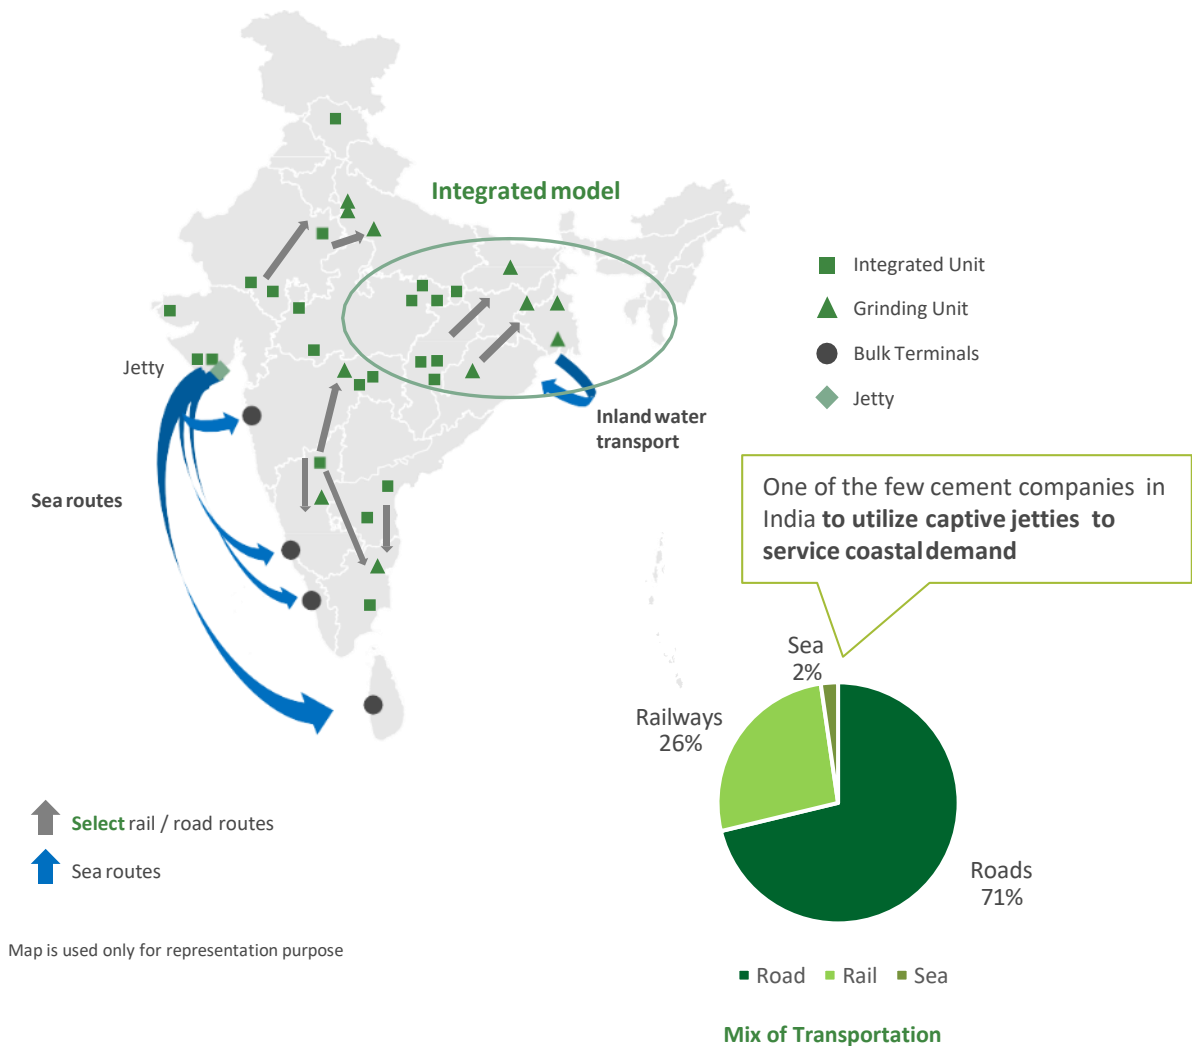 Integrated model
Integrated Unit
Grinding Unit
Bulk Terminals
Jetty
Jetty
Inland water
transport
Sea routes
One of the few cement companies in
India to utilize captive jetties to
service coastal demand
Sea
2%
Railways
26%
Roads
71%
Select rail / road routes
Sea routes
Map is used only for representation purpose
Road Rail Sea
Mix of Transportation